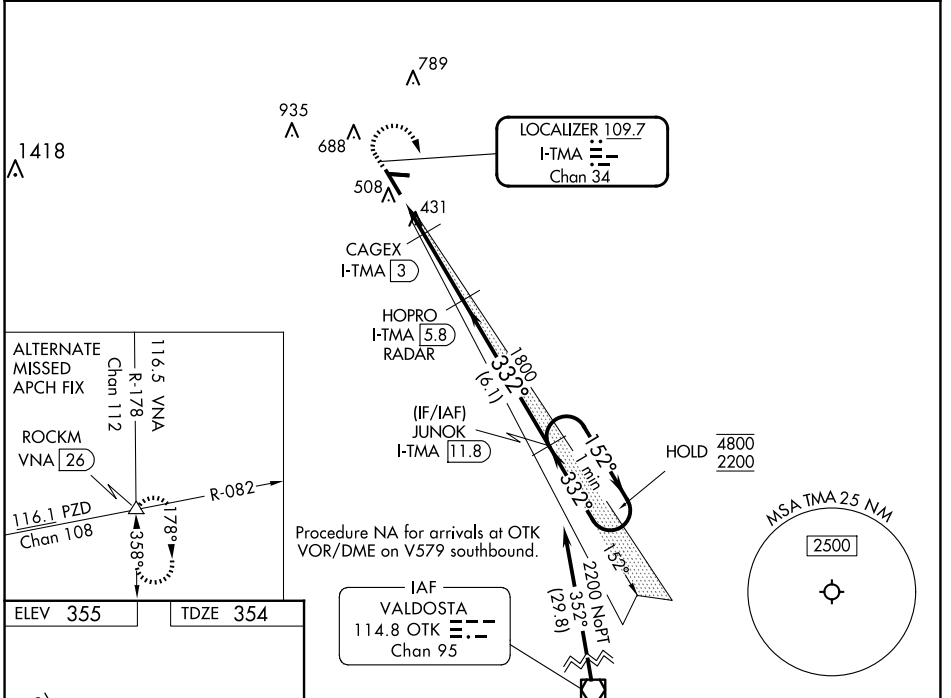 789
935
688
1418
508
431
LOCALIZER 109.7
I-TMA
Chan 34
CAGEX
I-TMA 3
HOPRO
I-TMA 5.8
RADAR
1800
332°
(6.1)
(IF/IAF)
JUNOK
I-TMA 11.8
152°
1 min
332°
HOLD 4800
2200
152°
ALTERNATE
MISSED
APCH FIX
116.5 VNA
R-178
Chan 112
ROCKM
VNA 26
R-082
116.1 PZD
Chan 108
178°
358°
Procedure NA for arrivals at OTK
VOR/DME on V579 southbound.
2200 NoPT
352°
(29.8)
IAF
VALDOSTA
114.8 OTK
Chan 95
MSA TMA 25 NM
2500
ELEV 355
TDZE 354